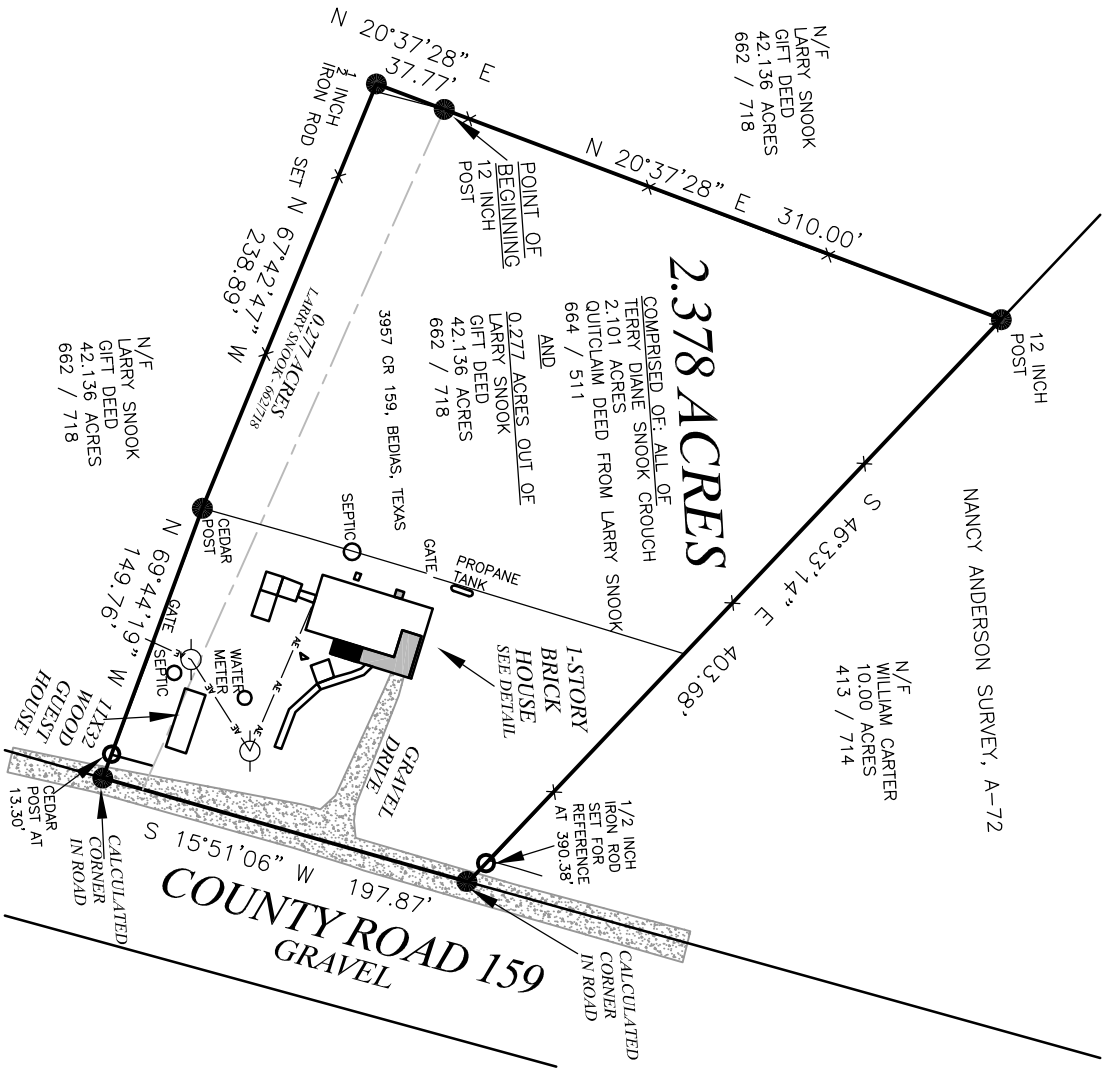 N/F
LARRY SNOOK
GIFT DEED
42.136 ACRES
662 / 718
N 20°37'28" E
37.77'
½ INCH
IRON ROD SET
POINT OF
BEGINNING
12 INCH
POST
N 20°37'28" E 310.00'
12 INCH
POST
2.378 ACRES
COMPRISED OF: ALL OF
TERRY DIANE SNOOK CROUCH
2.101 ACRES
QUITCLAIM DEED FROM LARRY SNOOK
664 / 511
AND
0.277 ACRES OUT OF
LARRY SNOOK
GIFT DEED
42.136 ACRES
662 / 718
3957 CR 159, BEDIAS, TEXAS
NANCY ANDERSON SURVEY, A-72
S 46°33'14" E 403.68'
N/F
WILLIAM CARTER
10.00 ACRES
413 / 714
N 67°42'47" W
238.89'
0.277 ACRES
LARRY SNOOK: 662/718
N/F
LARRY SNOOK
GIFT DEED
42.136 ACRES
662 / 718
CEDAR
POST
SEPTIC
GATE
PROPANE
TANK
1-STORY
BRICK
HOUSE
SEE DETAIL
GRAVEL
DRIVE
AE
AE
AE
AE
AE
WATER
METER
SEPTIC
GATE
N 69°44'19" W
149.76'
11X32
WOOD
GUEST
HOUSE
CEDAR
POST AT
13.30'
CALCULATED
CORNER
IN ROAD
S 15°51'06" W 197.87'
1/2 INCH
IRON ROD
SET FOR
REFERENCE
AT 390.38'
CALCULATED
CORNER
IN ROAD
COUNTY ROAD 159
GRAVEL